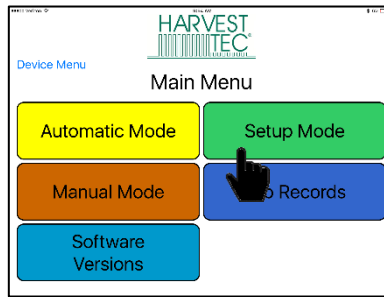 HARVEST
TEC
Device Menu
Main Menu
Automatic Mode
Setup Mode
Manual Mode
Records
Software
Versions